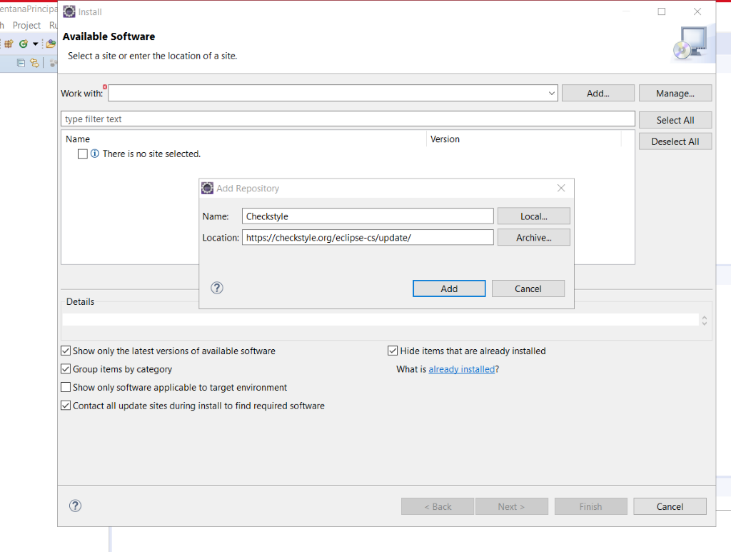 entanaPrincipa
Install
h Project Ru
Available Software
Select a site or enter the location of a site.
Work with:
Add...
Manage...
type filter text
Select All
Name
Version
Deselect All
There is no site selected.
Add Repository
Name:
Checkstyle
Local...
Location:
https://checkstyle.org/eclipse-cs/update/
Archive...
?
Add
Cancel
Details
Show only the latest versions of available software
Hide items that are already installed
Group items by category
What is already installed?
Show only software applicable to target environment
Contact all update sites during install to find required software
?
< Back
Next >
Finish
Cancel